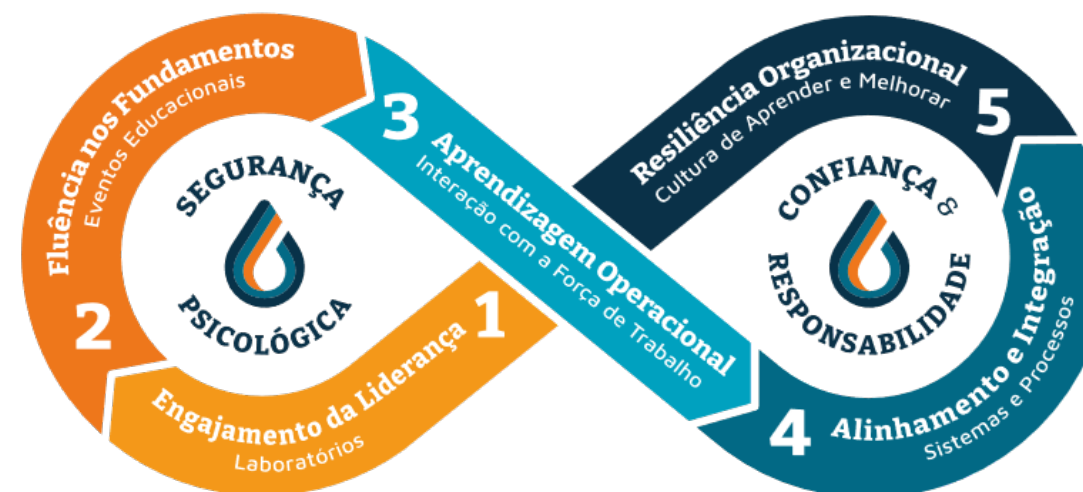 1
Engajamento da Liderança
Laboratórios
2
Fluência nos Fundamentos
Eventos Educacionais
SEGURANÇA
PSICOLÓGICA
3
Aprendizagem Operacional
Interação com a Força de Trabalho
4
Alinhamento e Integração
Sistemas e Processos
5
Resiliência Organizacional
Cultura de Aprender e Melhorar
CONFIANÇA &
RESPONSABILIDADE